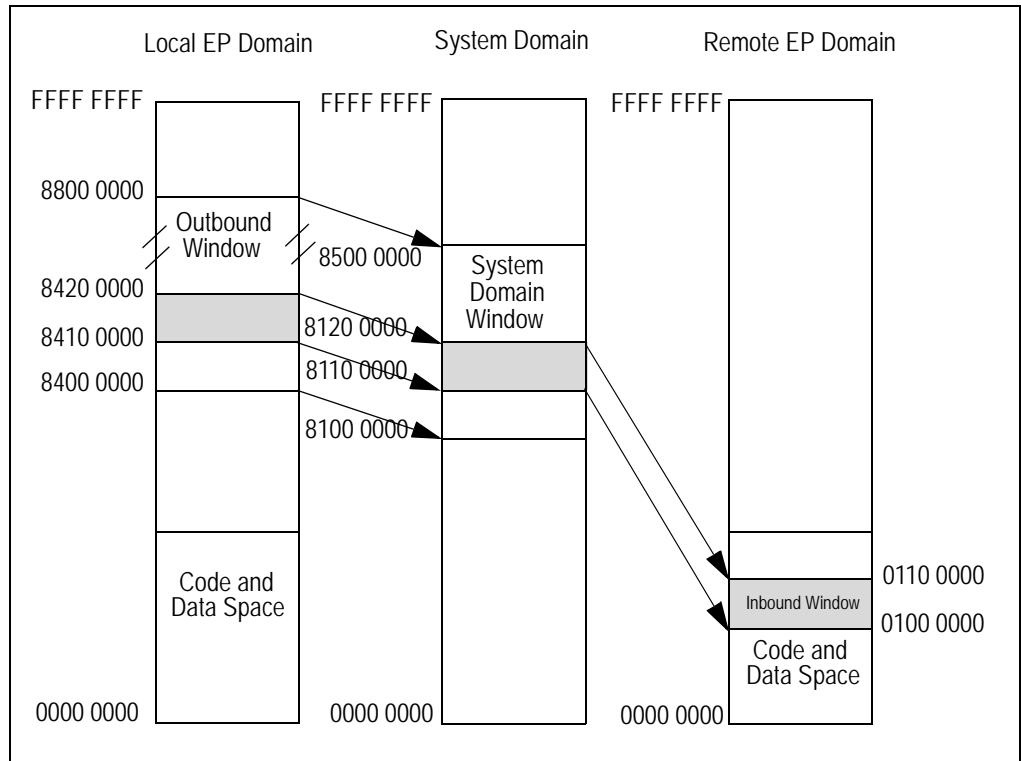 Local EP Domain
System Domain
Remote EP Domain
FFFF FFFF
FFFF FFFF
FFFF FFFF
8800 0000
Outbound
Window
8500 0000
System
Domain
Window
8420 0000
8410 0000
8120 0000
8400 0000
8110 0000
8100 0000
Code and
Data Space
0110 0000
Inbound Window
0100 0000
Code and
Data Space
0000 0000
0000 0000
0000 0000